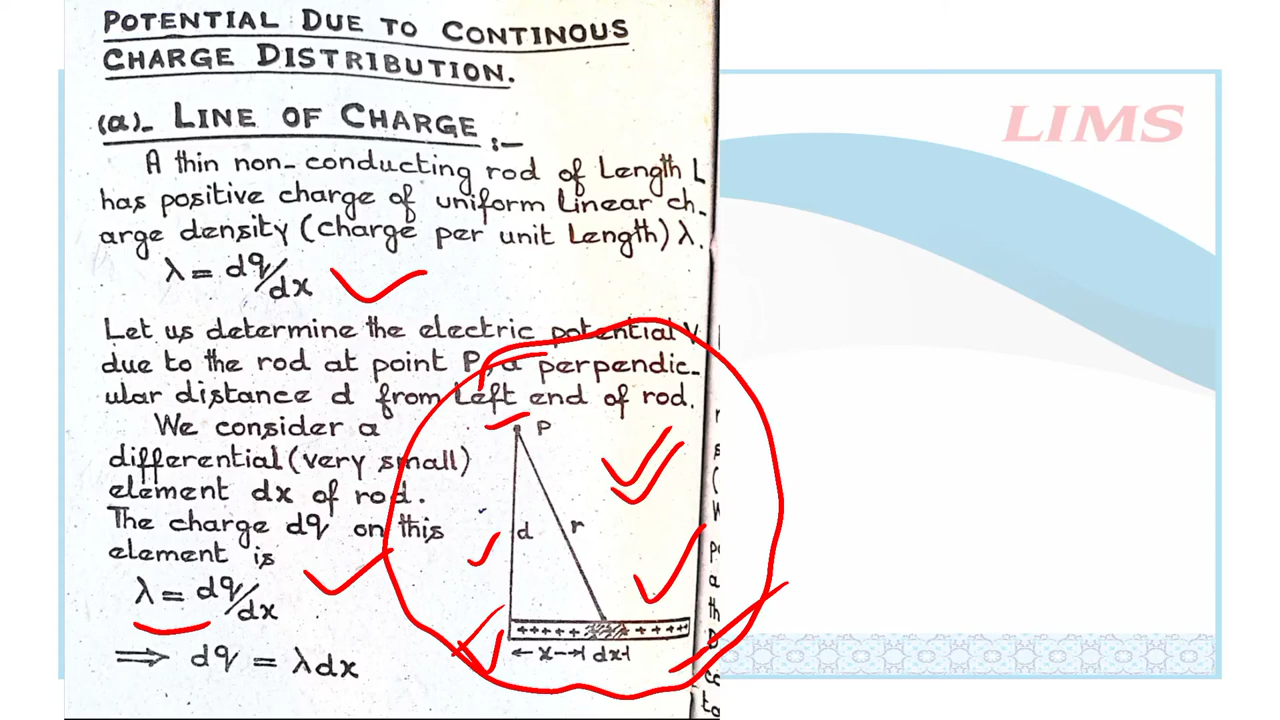 POTENTIAL DUE TO CONTINOUS
CHARGE DISTRIBUTION.
(a)- LINE OF CHARGE :-
A thin non-conducting rod of Length L
has positive charge of uniform Linear ch-
arge density (charge per unit Length) λ.
λ = dq/dx
Let us determine the electric potential V
due to the rod at point P, a perpendic-
ular distance d from Left end of rod.
We consider a
differential (very small)
element dx of rod.
The charge dq on this
element is
λ = dq/dx
⇒ dq = λdx
P
d
r
+++++ ++++
←x→ dx
LIMS